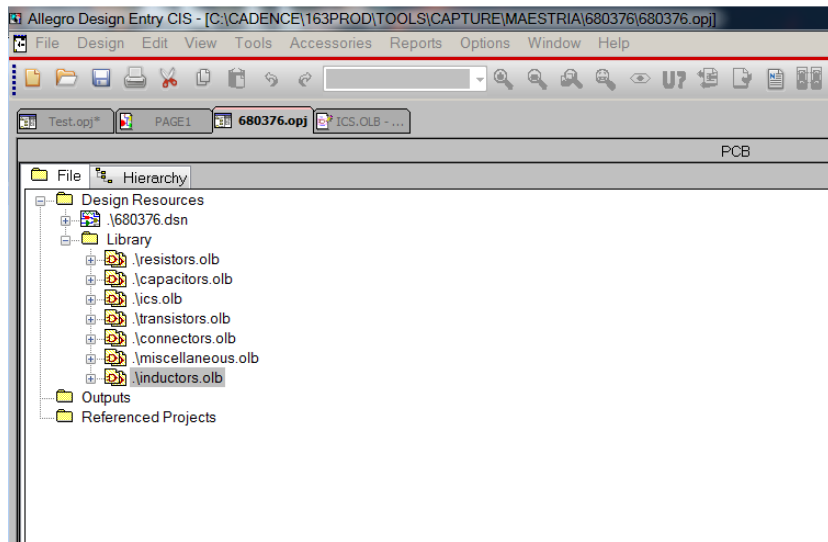 Allegro Design Entry CIS - [C:\CADENCE\163PROD\TOOLS\CAPTURE\MAESTRIA\680376\680376.opj]
File Design Edit View Tools Accessories Reports Options Window Help
U?
Test.opj* PAGE1 680376.opj ICS.OLB - ...
PCB
File Hierarchy
Design Resources
.\680376.dsn
Library
.\resistors.olb
.\capacitors.olb
.\ics.olb
.\transistors.olb
.\connectors.olb
.\miscellaneous.olb
.\inductors.olb
Outputs
Referenced Projects